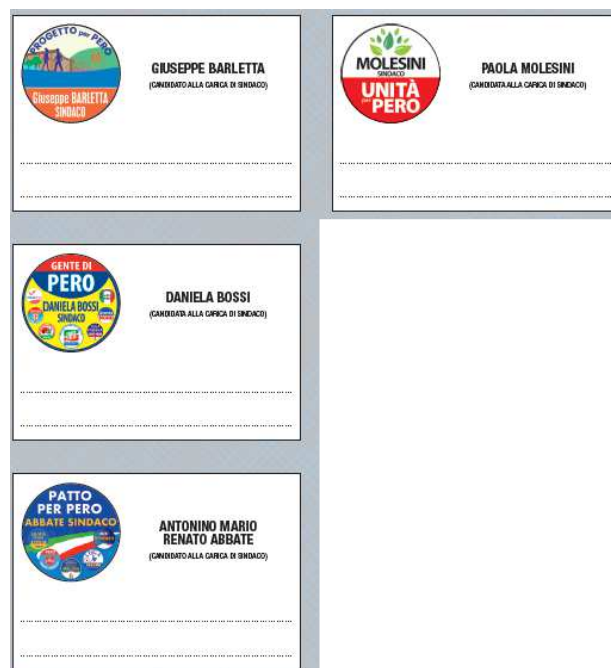 PROGETTO per PERO
Giuseppe BARLETTA
SINDACO
GIUSEPPE BARLETTA
(CANDIDATO ALLA CARICA DI SINDACO)
MOLESINI
SINDACO
UNITÀ
per PERO
PAOLA MOLESINI
(CANDIDATA ALLA CARICA DI SINDACO)
GENTE DI
PERO
DANIELA BOSSI
SINDACO
DANIELA BOSSI
(CANDIDATA ALLA CARICA DI SINDACO)
PATTO
PER PERO
ABBATE SINDACO
ANTONINO MARIO
RENATO ABBATE
(CANDIDATO ALLA CARICA DI SINDACO)